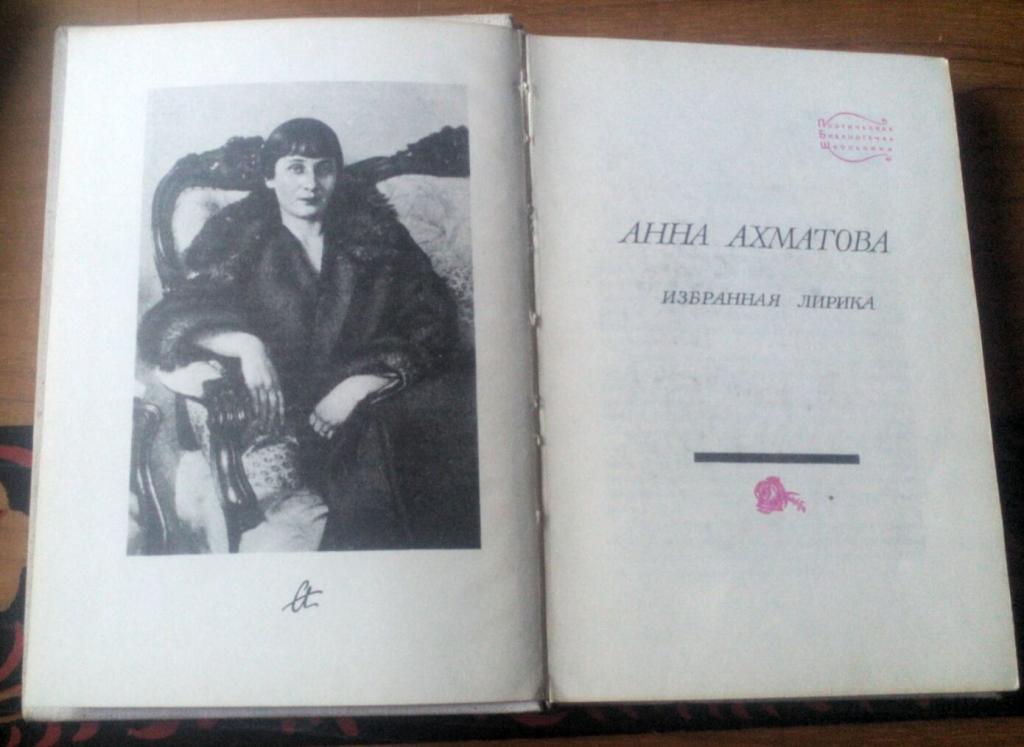 Поэтическая
Библиотечка
Школьника
АННА АХМАТОВА
ИЗБРАННАЯ ЛИРИКА